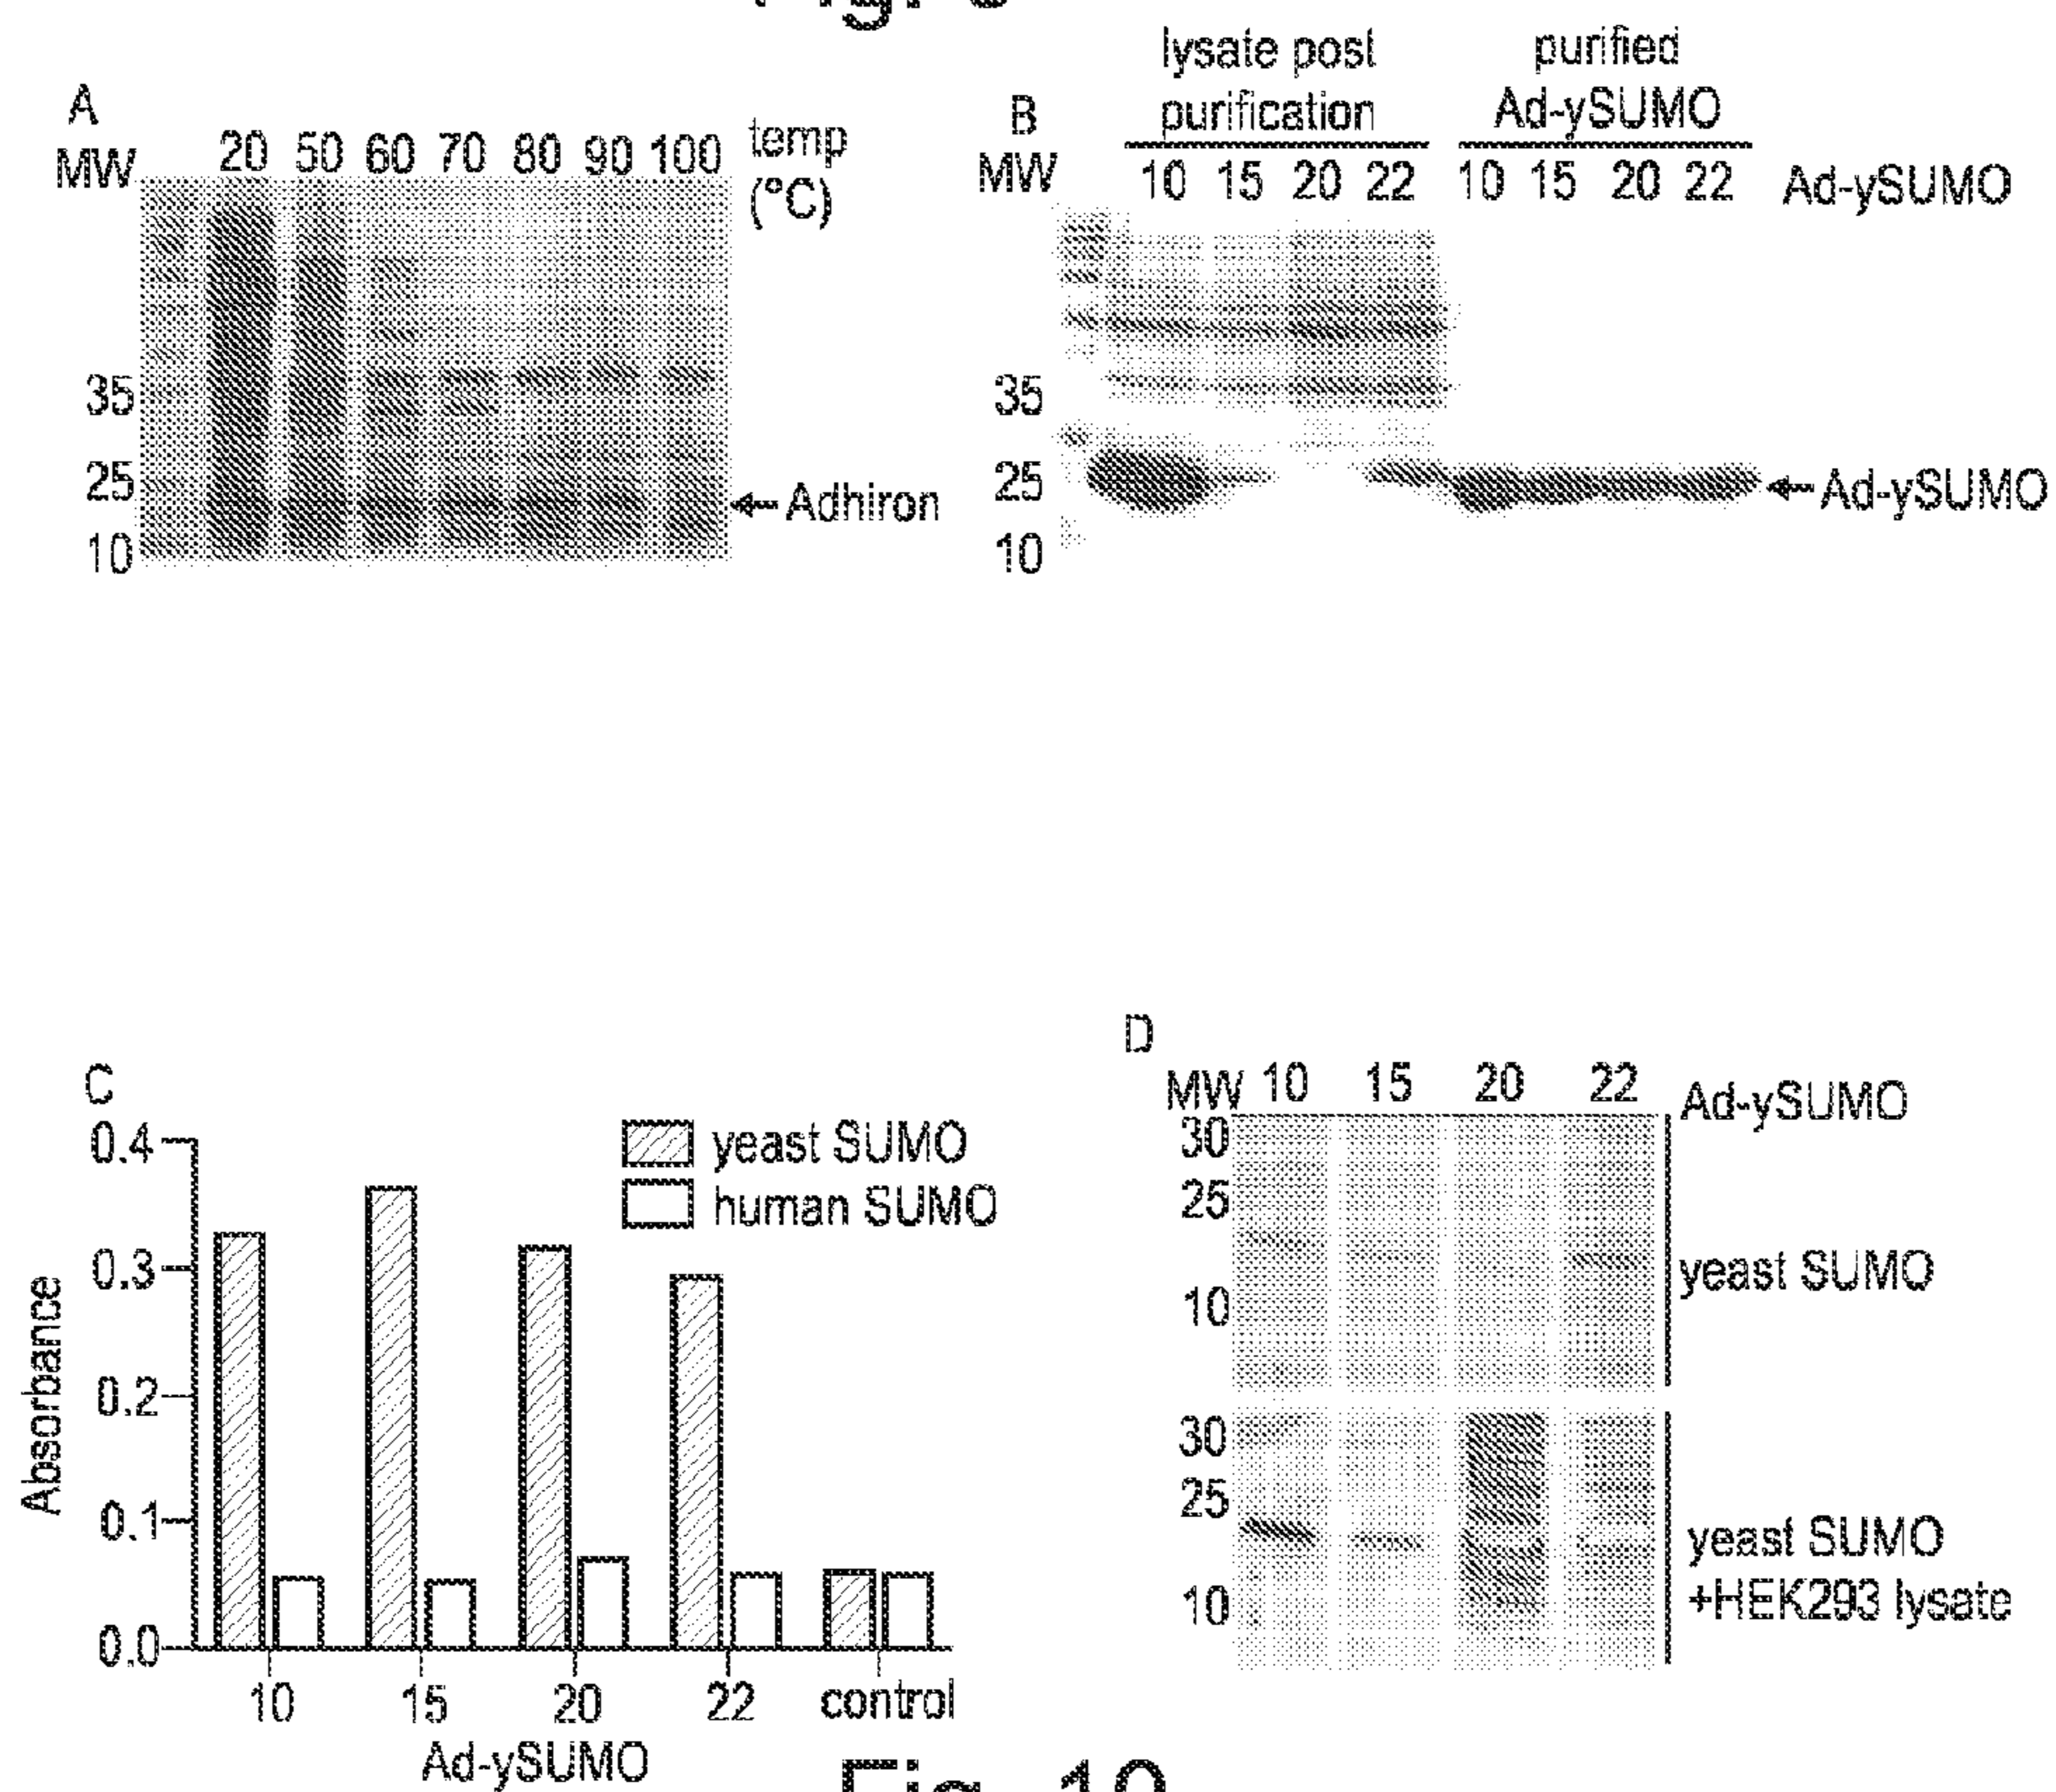 A
MW 20 50 60 70 80 90 100 temp
(°C)
35
25
10
Adhiron
lysate post
purification
purified
Ad-ySUMO
B
MW 10 15 20 22 10 15 20 22 Ad-ySUMO
35
25
10
Ad-ySUMO
C
0.4
0.3
0.2
0.1
0.0
Absorbance
yeast SUMO
human SUMO
10 15 20 22 control
Ad-ySUMO
D
MW 10 15 20 22 Ad-ySUMO
30
25
10
yeast SUMO
30
25
10
yeast SUMO
+HEK293 lysate